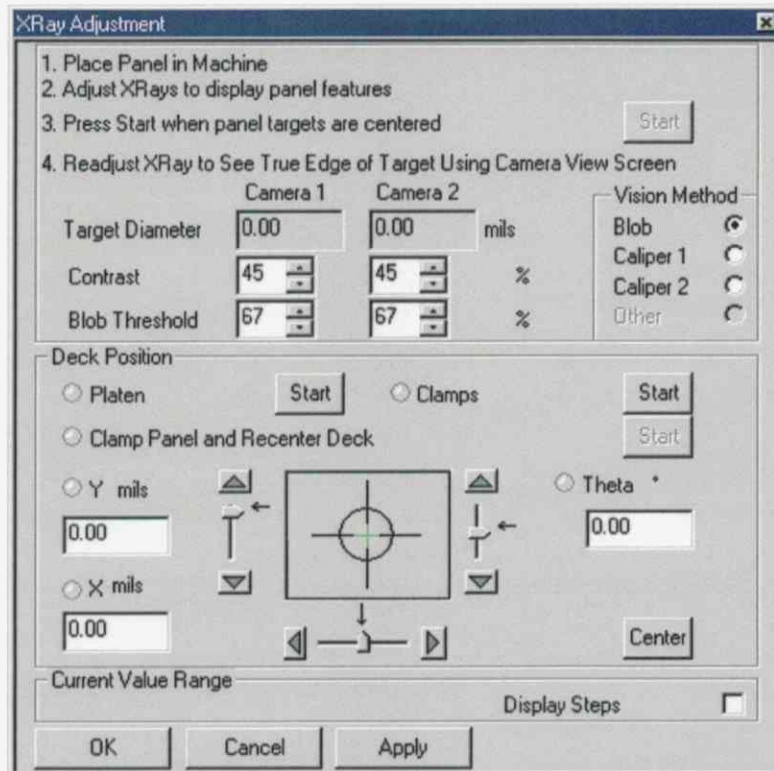 XRay Adjustment
1. Place Panel in Machine
2. Adjust XRays to display panel features
3. Press Start when panel targets are centered Start
4. Readjust XRay to See True Edge of Target Using Camera View Screen
Camera 1 Camera 2 Vision Method
Target Diameter 0.00 0.00 mils Blob
Caliper 1
Contrast 45 45 % Caliper 2
Blob Threshold 67 67 % Other
Deck Position
Platen Start Clamps Start
Clamp Panel and Recenter Deck Start
Y mils Theta °
0.00 0.00
X mils
0.00 Center
Current Value Range
Display Steps
OK Cancel Apply